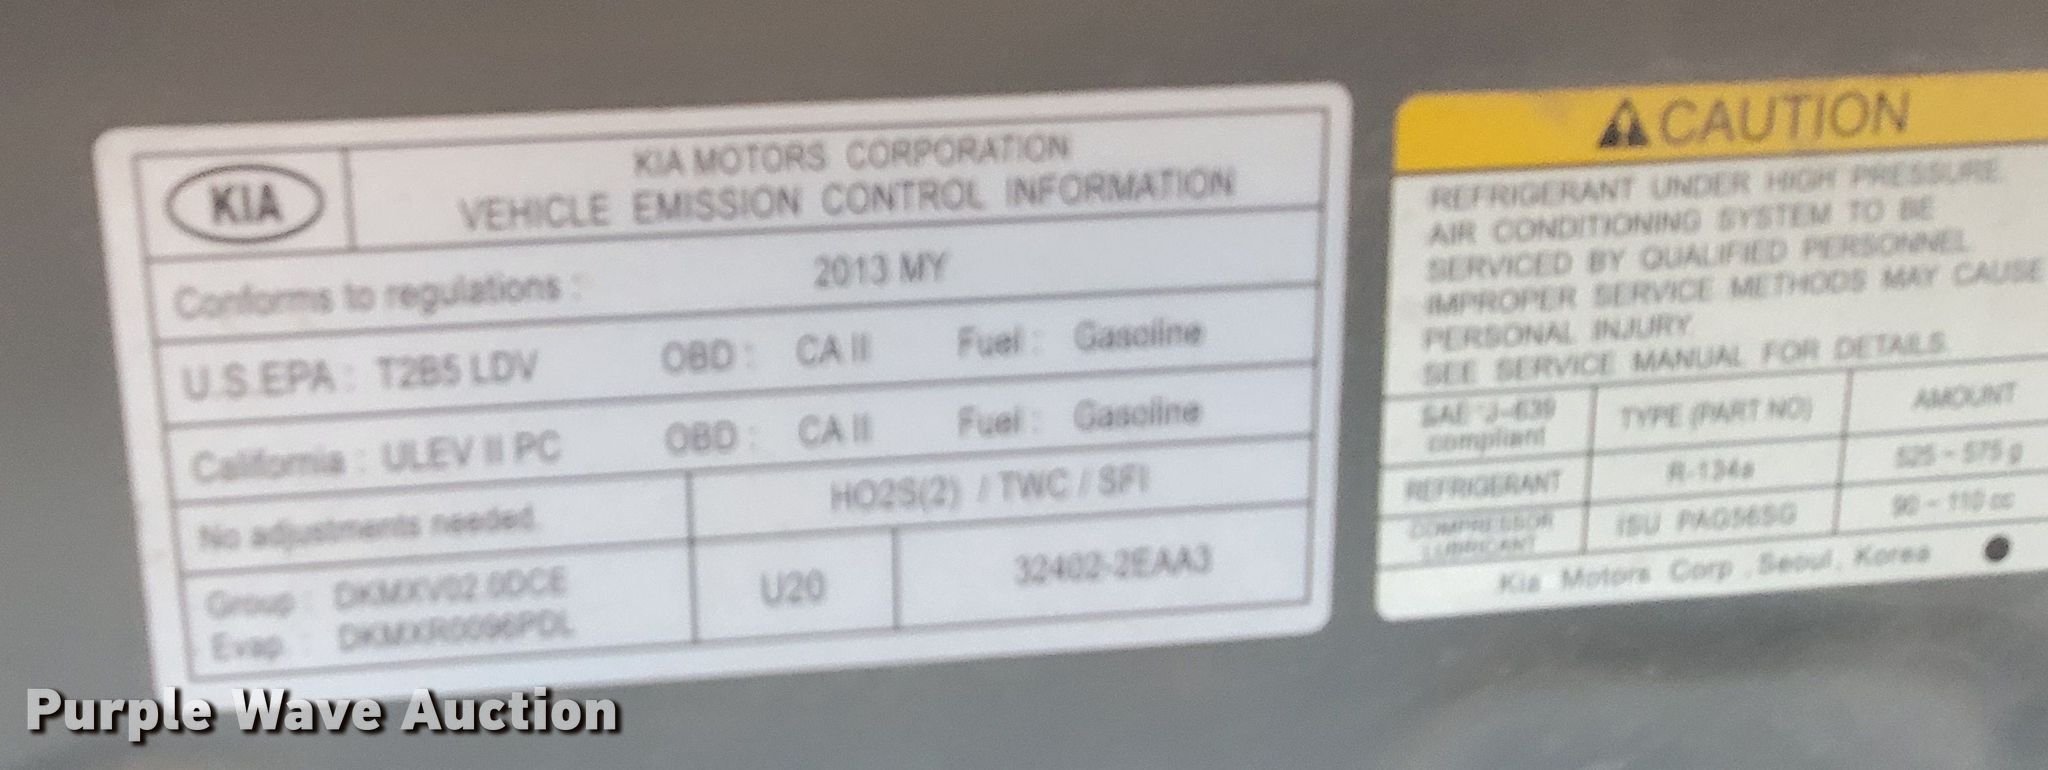 KIA
KIA MOTORS CORPORATION
VEHICLE EMISSION CONTROL INFORMATION
Conforms to regulations : 2013 MY
U.S.EPA : T2B5 LDV OBD : CA II Fuel : Gasoline
California : ULEV II PC OBD : CA II Fuel : Gasoline
No adjustments needed. HO2S(2) / TWC / SFI
Group : DKMXV02.0DCE U20 32402-2EAA3
Evap : DKMXR0096PDL
CAUTION
REFRIGERANT UNDER HIGH PRESSURE.
AIR CONDITIONING SYSTEM TO BE
SERVICED BY QUALIFIED PERSONNEL.
IMPROPER SERVICE METHODS MAY CAUSE
PERSONAL INJURY.
SEE SERVICE MANUAL FOR DETAILS.
SAE J-639 compliant TYPE (PART NO) AMOUNT
REFRIGERANT R-134a 525 ~ 575 g
COMPRESSOR LUBRICANT ISU PAG56SG 90 ~ 110 cc
Kia Motors Corp., Seoul, Korea
Purple Wave Auction